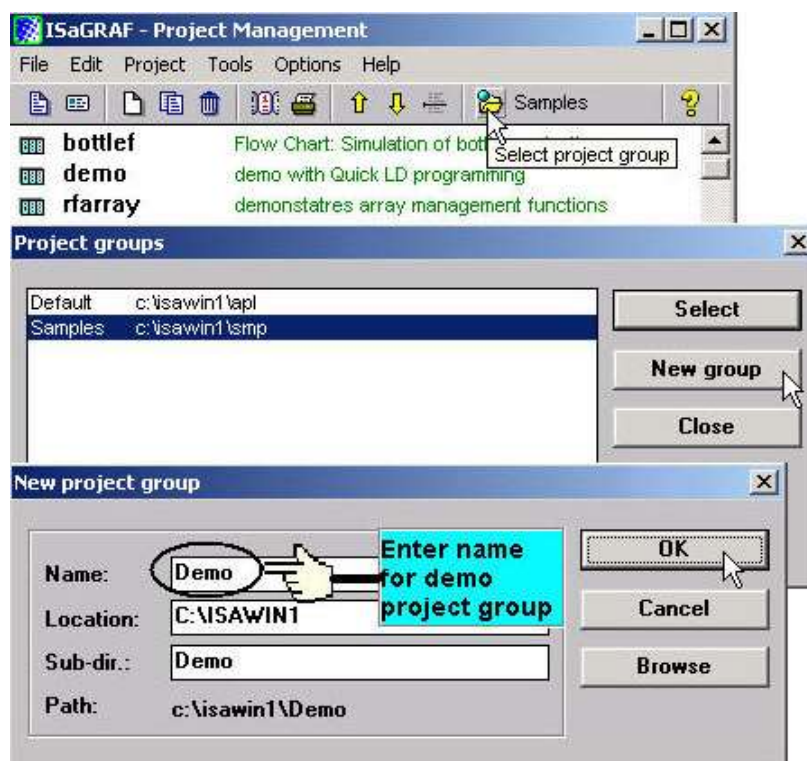 ISaGRAF - Project Management
File Edit Project Tools Options Help
Samples
Select project group
bottlef Flow Chart: Simulation of
demo demo with Quick LD programming
rfarray demonstatres array management functions
Project groups
Default c:\isawin1\apl
Samples c:\isawin1\smp
Select
New group
Close
New project group
Name: Demo
Enter name
for demo
project group
Location: C:\ISAWIN1
Sub-dir.: Demo
Path: c:\isawin1\Demo
OK
Cancel
Browse